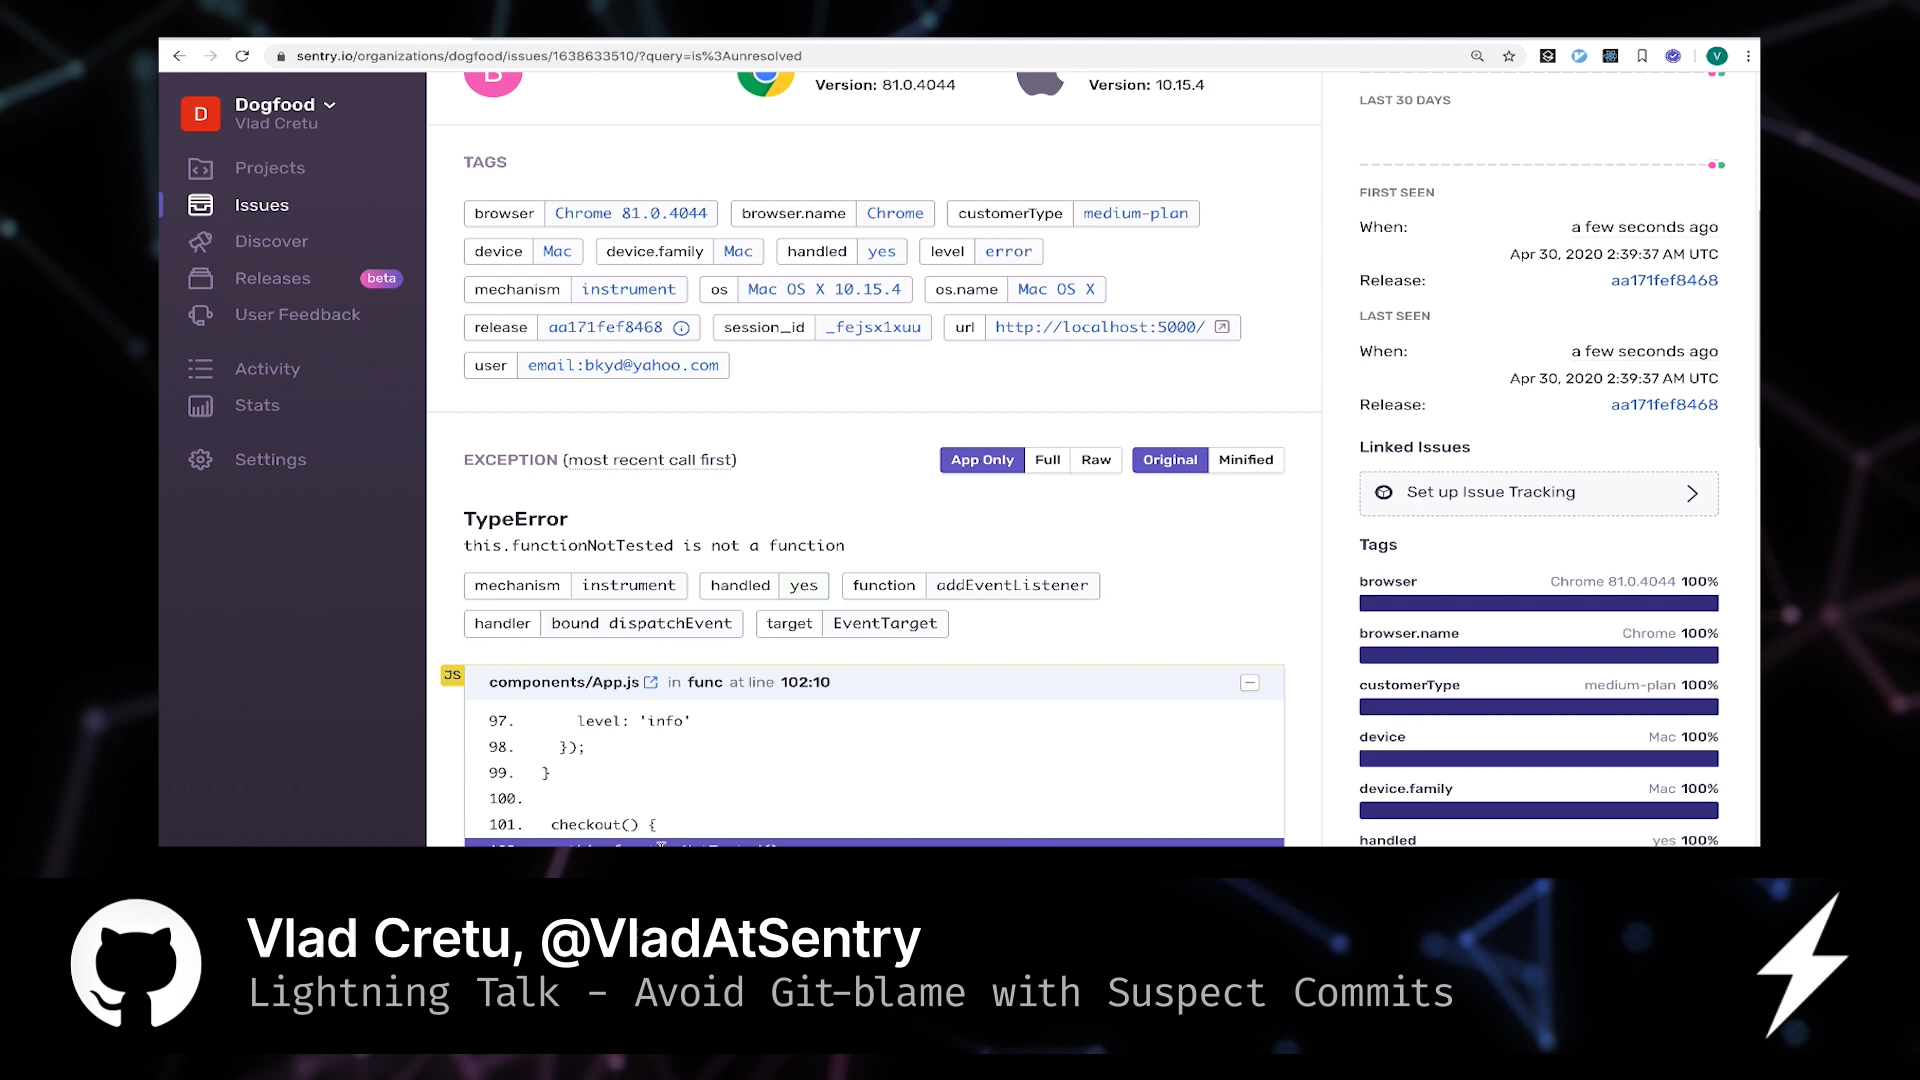 sentry.io/organizations/dogfood/issues/1638633510/?query=is%3Aunresolved
V
D
Dogfood
Vlad Cretu
Projects
Issues
Discover
Releases beta
User Feedback
Activity
Stats
Settings
Version: 81.0.4044
Version: 10.15.4
TAGS
browser Chrome 81.0.4044 browser.name Chrome customerType medium-plan
device Mac device.family Mac handled yes level error
mechanism instrument os Mac OS X 10.15.4 os.name Mac OS X
release aa171fef8468 session_id _fejsx1xuu url http://localhost:5000/
user email:bkyd@yahoo.com
EXCEPTION (most recent call first) App Only Full Raw Original Minified
TypeError
this.functionNotTested is not a function
mechanism instrument handled yes function addEventListener
handler bound dispatchEvent target EventTarget
JS
components/App.js in func at line 102:10
97. level: 'info'
98. });
99. }
100.
101. checkout() {
LAST 30 DAYS
FIRST SEEN
When: a few seconds ago
Apr 30, 2020 2:39:37 AM UTC
Release: aa171fef8468
LAST SEEN
When: a few seconds ago
Apr 30, 2020 2:39:37 AM UTC
Release: aa171fef8468
Linked Issues
Set up Issue Tracking
Tags
browser Chrome 81.0.4044 100%
browser.name Chrome 100%
customerType medium-plan 100%
device Mac 100%
device.family Mac 100%
handled yes 100%
Vlad Cretu, @VladAtSentry
Lightning Talk - Avoid Git-blame with Suspect Commits